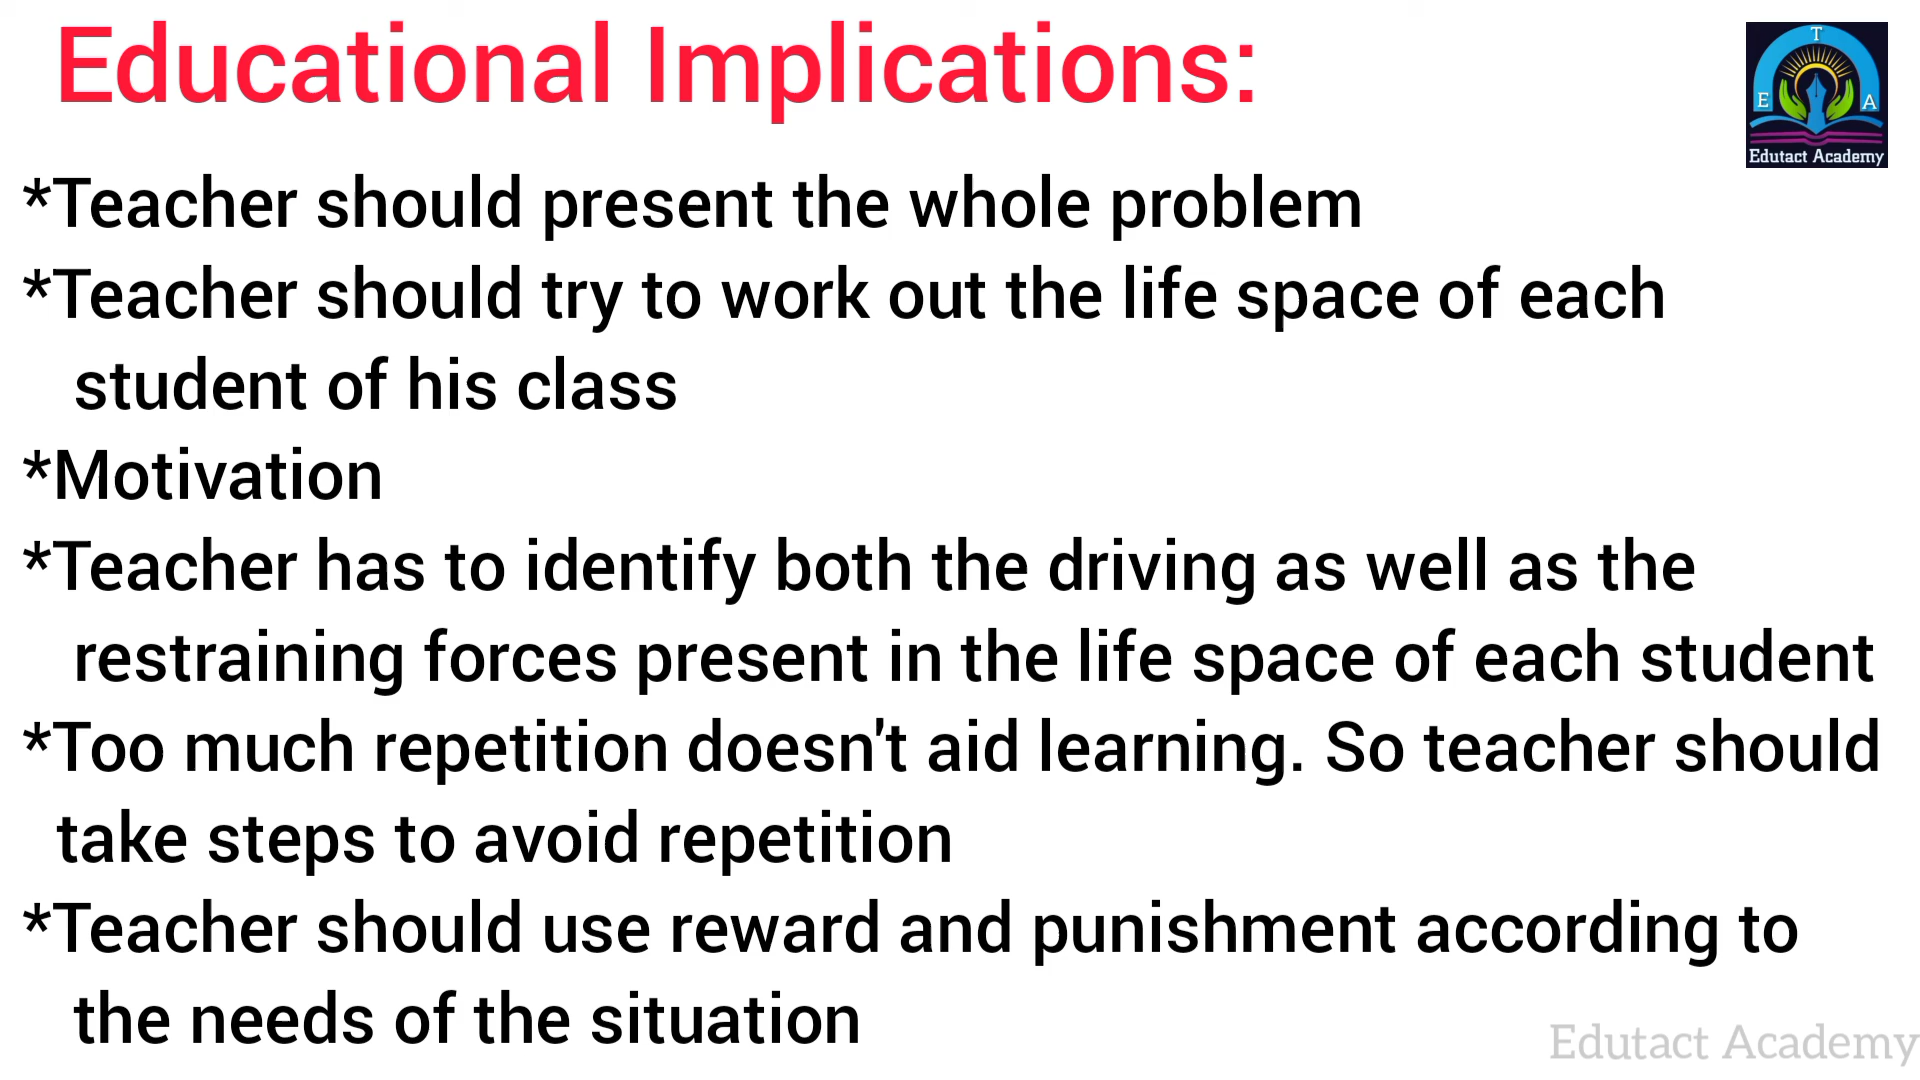 Educational Implications:
T
E A
Edutact Academy
*Teacher should present the whole problem
*Teacher should try to work out the life space of each
student of his class
*Motivation
*Teacher has to identify both the driving as well as the
restraining forces present in the life space of each student
*Too much repetition doesn't aid learning. So teacher should
take steps to avoid repetition
*Teacher should use reward and punishment according to
the needs of the situation
Edutact Academy